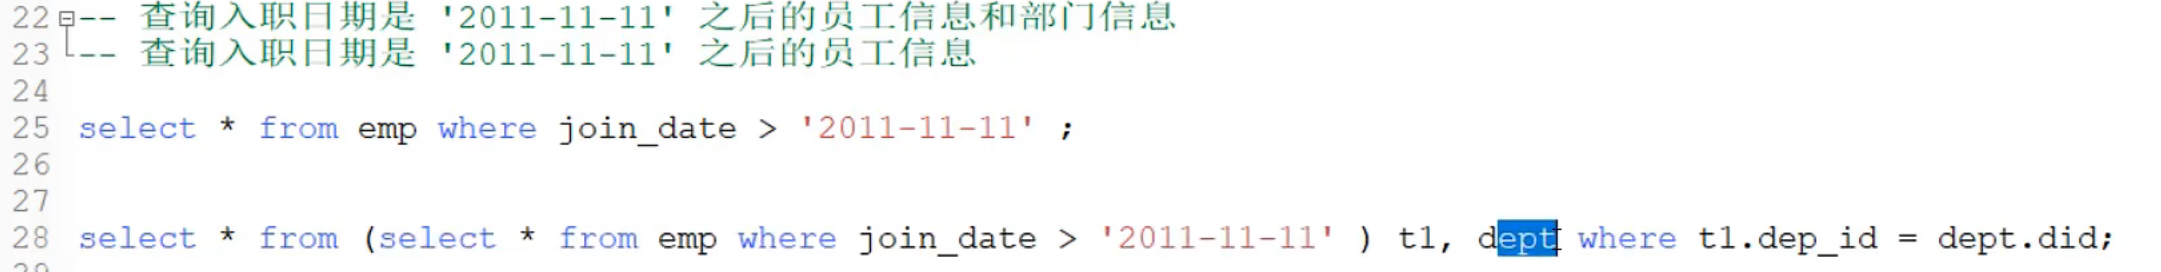 22 -- 查询入职日期是 '2011-11-11' 之后的员工信息和部门信息
23 -- 查询入职日期是 '2011-11-11' 之后的员工信息
24
25 select * from emp where join_date > '2011-11-11' ;
26
27
28 select * from (select * from emp where join_date > '2011-11-11' ) t1, dept where t1.dep_id = dept.did;